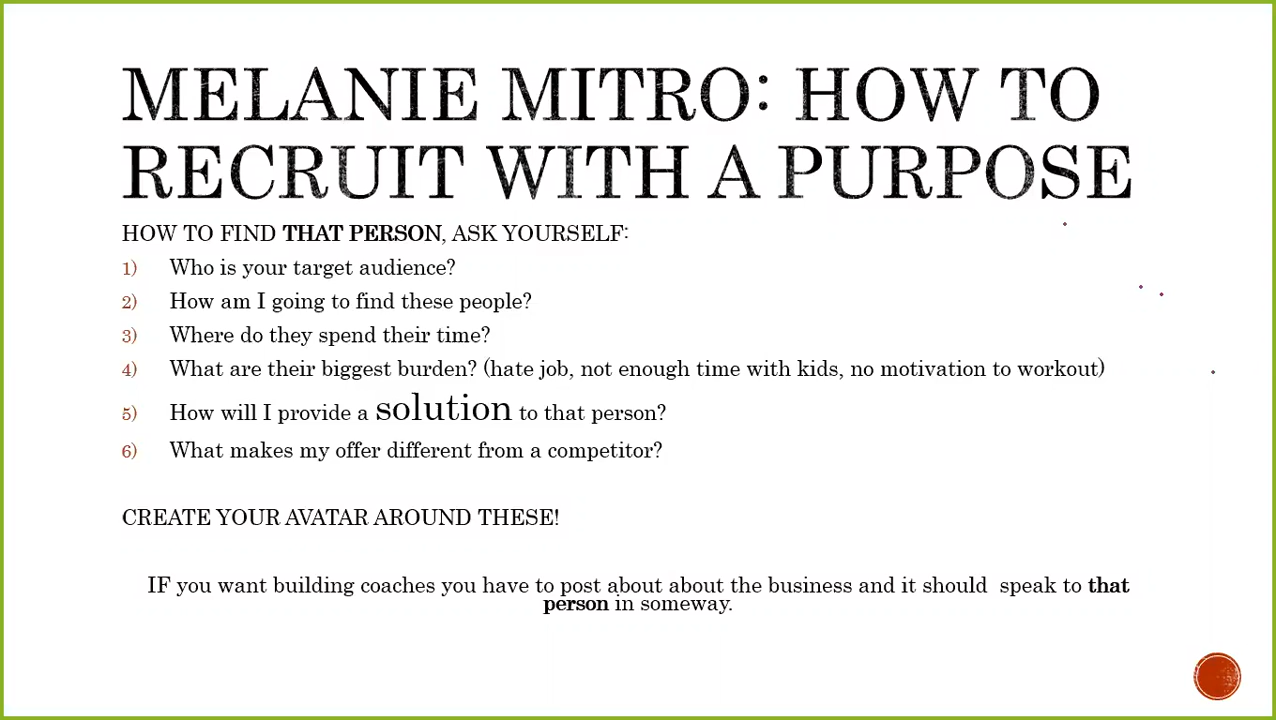 MELANIE MITRO: HOW TO
RECRUIT WITH A PURPOSE
HOW TO FIND THAT PERSON, ASK YOURSELF:
1) Who is your target audience?
2) How am I going to find these people?
3) Where do they spend their time?
4) What are their biggest burden? (hate job, not enough time with kids, no motivation to workout)
5) How will I provide a solution to that person?
6) What makes my offer different from a competitor?
CREATE YOUR AVATAR AROUND THESE!
IF you want building coaches you have to post about about the business and it should  speak to that
person in someway.